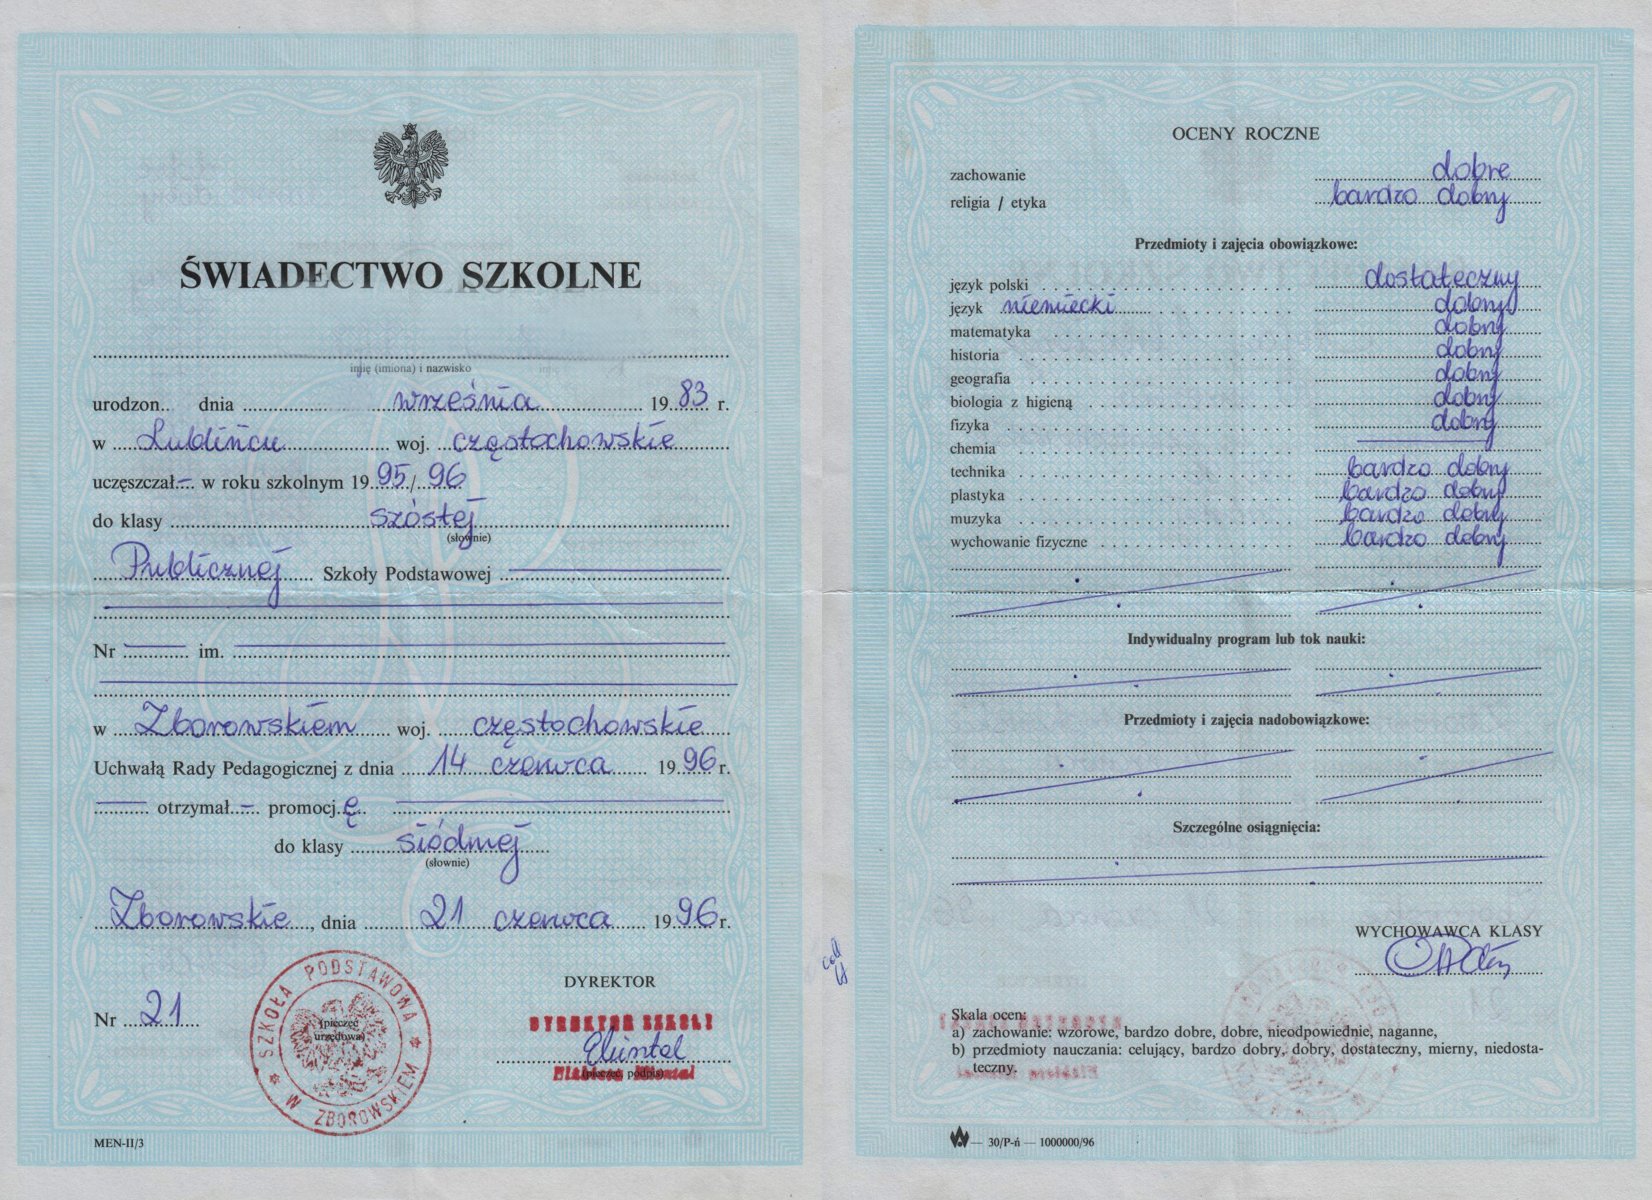 ŚWIADECTWO SZKOLNE
imię (imiona) i nazwisko
urodzon.. dnia września 1983 r.
w Lublińcu woj. częstochowskie
uczęszczał – w roku szkolnym 1995/96
do klasy szóstej
(słownie)
Publicznej Szkoły Podstawowej
Nr im.
w Zborowskiem woj. częstochowskie
Uchwałą Rady Pedagogicznej z dnia 14 czerwca 1996 r.
otrzymał – promocję
do klasy siódmej
(słownie)
Zborowskie, dnia 21 czerwca 1996 r.
DYREKTOR
Nr 21
(pieczęć urzędowa)
SZKOŁA PODSTAWOWA W ZBOROWSKIEM
DYREKTOR SZKOŁY
(pieczęć, podpis)
MEN-II/3
OCENY ROCZNE
zachowanie dobre
religia / etyka bardzo dobry
Przedmioty i zajęcia obowiązkowe:
język polski dostateczny
język niemiecki dobry
matematyka dobry
historia dobry
geografia dobry
biologia z higieną dobry
fizyka dobry
chemia
technika bardzo dobry
plastyka bardzo dobry
muzyka bardzo dobry
wychowanie fizyczne bardzo dobry
Indywidualny program lub tok nauki:
Przedmioty i zajęcia nadobowiązkowe:
Szczególne osiągnięcia:
WYCHOWAWCA KLASY
Skala ocen:
a) zachowanie: wzorowe, bardzo dobre, dobre, nieodpowiednie, naganne,
b) przedmioty nauczania: celujący, bardzo dobry, dobry, dostateczny, mierny, niedosta-
teczny.
— 30/P-ń — 1000000/96